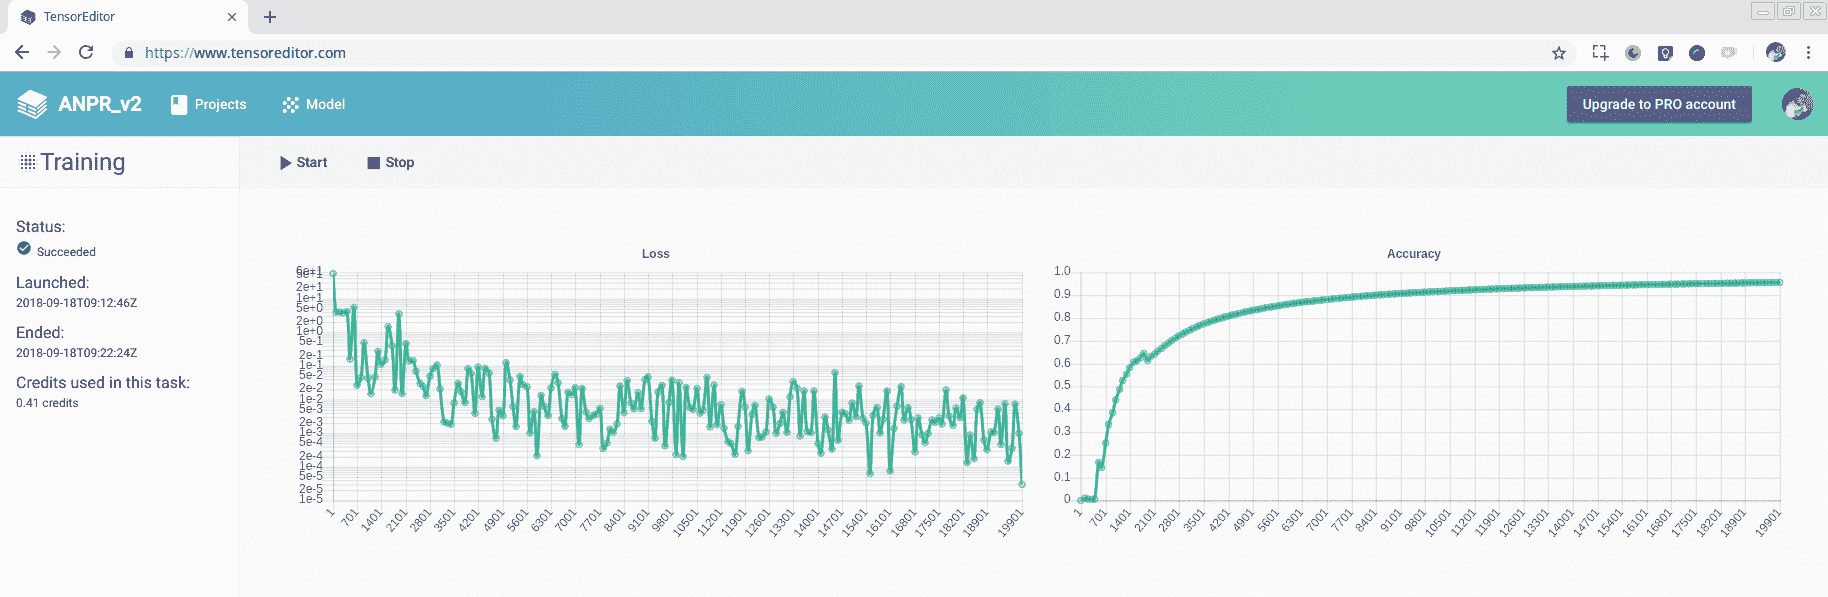 TensorEditor
https://www.tensoreditor.com
ANPR_v2 Projects Model Upgrade to PRO account
Training
Start Stop
Status:
Succeeded
Launched:
2018-09-18T09:12:46Z
Ended:
2018-09-18T09:22:24Z
Credits used in this task:
0.41 credits
Loss
6e+1
5e+1
2e+1
1e+1
5e+0
2e+0
1e+0
5e-1
2e-1
1e-1
5e-2
2e-2
1e-2
5e-3
2e-3
1e-3
5e-4
2e-4
1e-4
5e-5
2e-5
1e-5
1 701 1401 2101 2801 3501 4201 4901 5601 6301 7001 7701 8401 9101 9801 10501 11201 11901 12601 13301 14001 14701 15401 16101 16801 17501 18201 18901 19901
Accuracy
1.0
0.9
0.8
0.7
0.6
0.5
0.4
0.3
0.2
0.1
0
1 701 1401 2101 2801 3501 4201 4901 5601 6301 7001 7701 8401 9101 9801 10501 11201 11901 12601 13301 14001 14701 15401 16101 16801 17501 18201 18901 19901